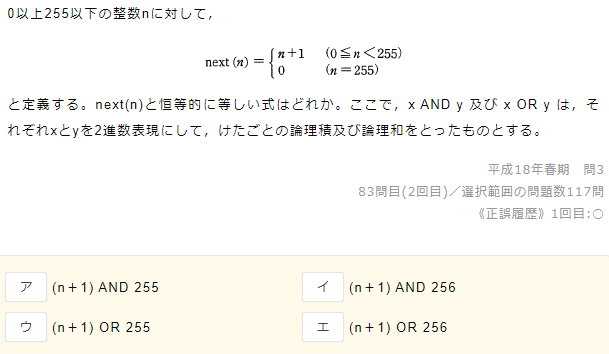 0以上255以下の整数nに対して，
next (n) = { n+1 (0≦n＜255)
0 (n＝255)
と定義する。next(n)と恒等的に等しい式はどれか。ここで，x AND y 及び x OR y は，そ
れぞれxとyを2進数表現にして，けたごとの論理積及び論理和をとったものとする。
平成18年春期　問3
83問目(2回目)／選択範囲の問題数117問
《正誤履歴》1回目:○
ア (n＋1) AND 255 イ (n＋1) AND 256
ウ (n＋1) OR 255 エ (n＋1) OR 256